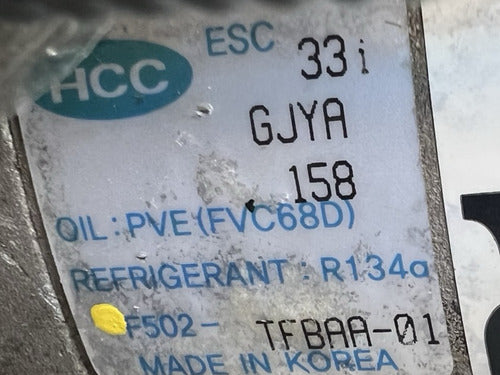 HCC ESC 33i
GJYA
158
OIL : PVE(FVC68D)
REFRIGERANT : R134a
F502- TFBAA-01
MADE IN KOREA